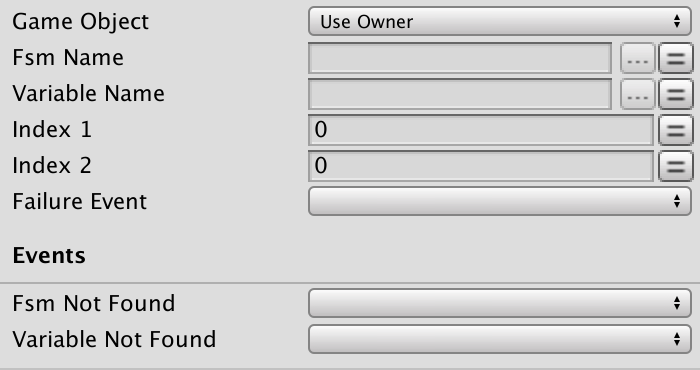 Game Object Use Owner
Fsm Name ...
Variable Name ...
Index 1 0
Index 2 0
Failure Event
Events
Fsm Not Found
Variable Not Found